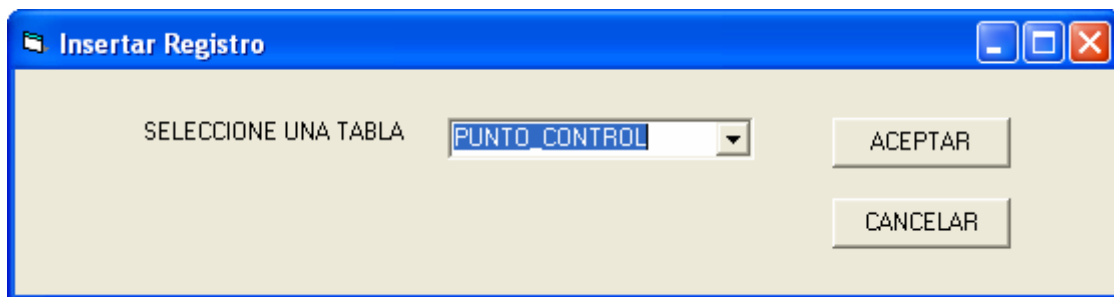 Insertar Registro
SELECCIONE UNA TABLA PUNTO_CONTROL ACEPTAR
CANCELAR